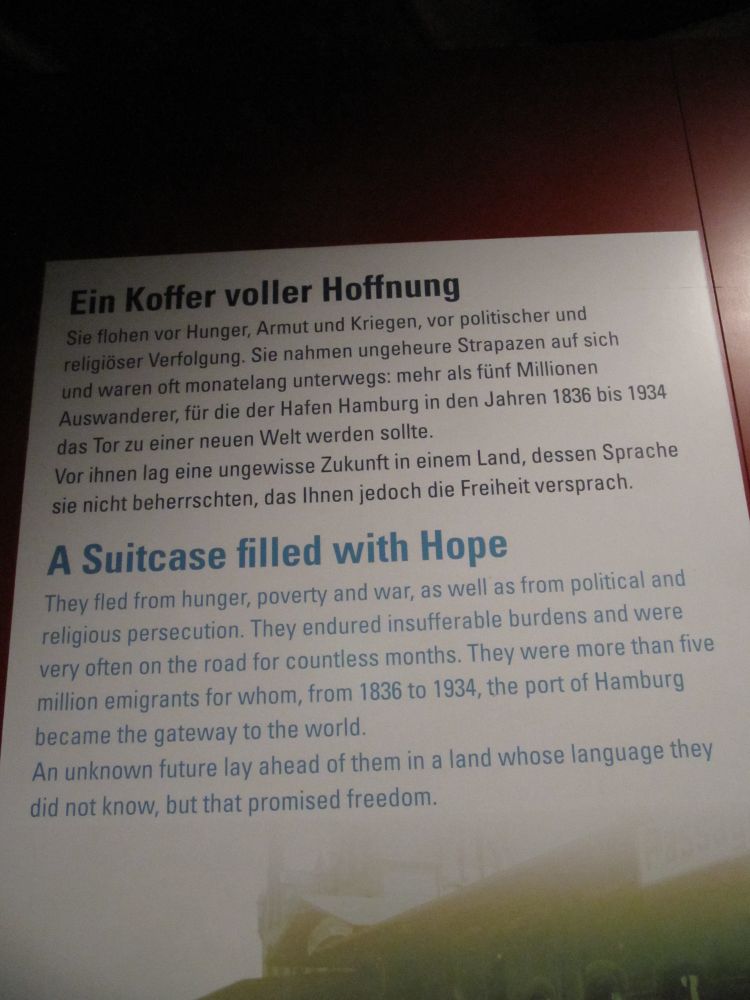 Ein Koffer voller Hoffnung
Sie flohen vor Hunger, Armut und Kriegen, vor politischer und
religiöser Verfolgung. Sie nahmen ungeheure Strapazen auf sich
und waren oft monatelang unterwegs: mehr als fünf Millionen
Auswanderer, für die der Hafen Hamburg in den Jahren 1836 bis 1934
das Tor zu einer neuen Welt werden sollte.
Vor ihnen lag eine ungewisse Zukunft in einem Land, dessen Sprache
sie nicht beherrschten, das Ihnen jedoch die Freiheit versprach.
A Suitcase filled with Hope
They fled from hunger, poverty and war, as well as from political and
religious persecution. They endured insufferable burdens and were
very often on the road for countless months. They were more than five
million emigrants for whom, from 1836 to 1934, the port of Hamburg
became the gateway to the world.
An unknown future lay ahead of them in a land whose language they
did not know, but that promised freedom.